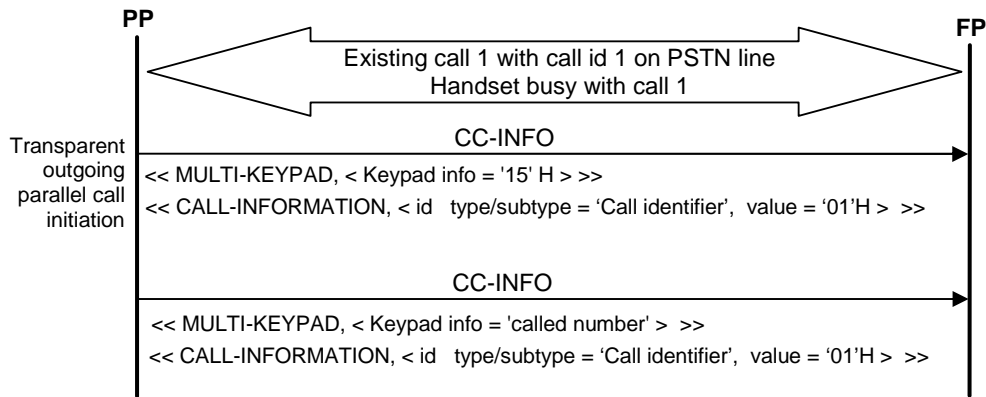 PP
FP
Existing call 1 with call id 1 on PSTN line
Handset busy with call 1
Transparent
outgoing
parallel call
initiation
CC-INFO
<< MULTI-KEYPAD, < Keypad info = '15' H > >>
<< CALL-INFORMATION, < id type/subtype = ‘Call identifier’, value = ‘01’H > >>
CC-INFO
<< MULTI-KEYPAD, < Keypad info = 'called number' > >>
<< CALL-INFORMATION, < id type/subtype = ‘Call identifier’, value = ‘01’H > >>